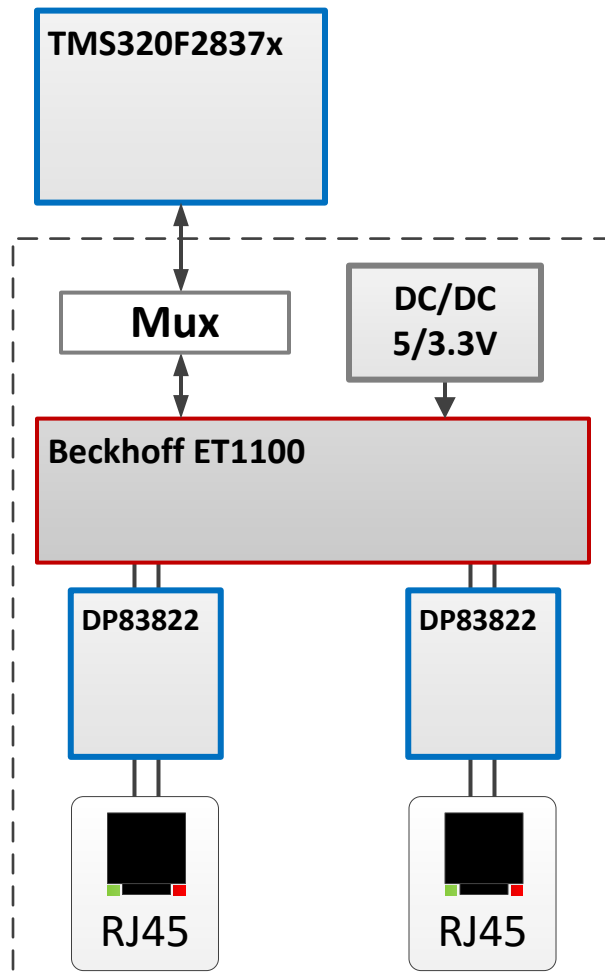 TMS320F2837x
Mux
DC/DC
5/3.3V
Beckhoff ET1100
DP83822
DP83822
RJ45
RJ45